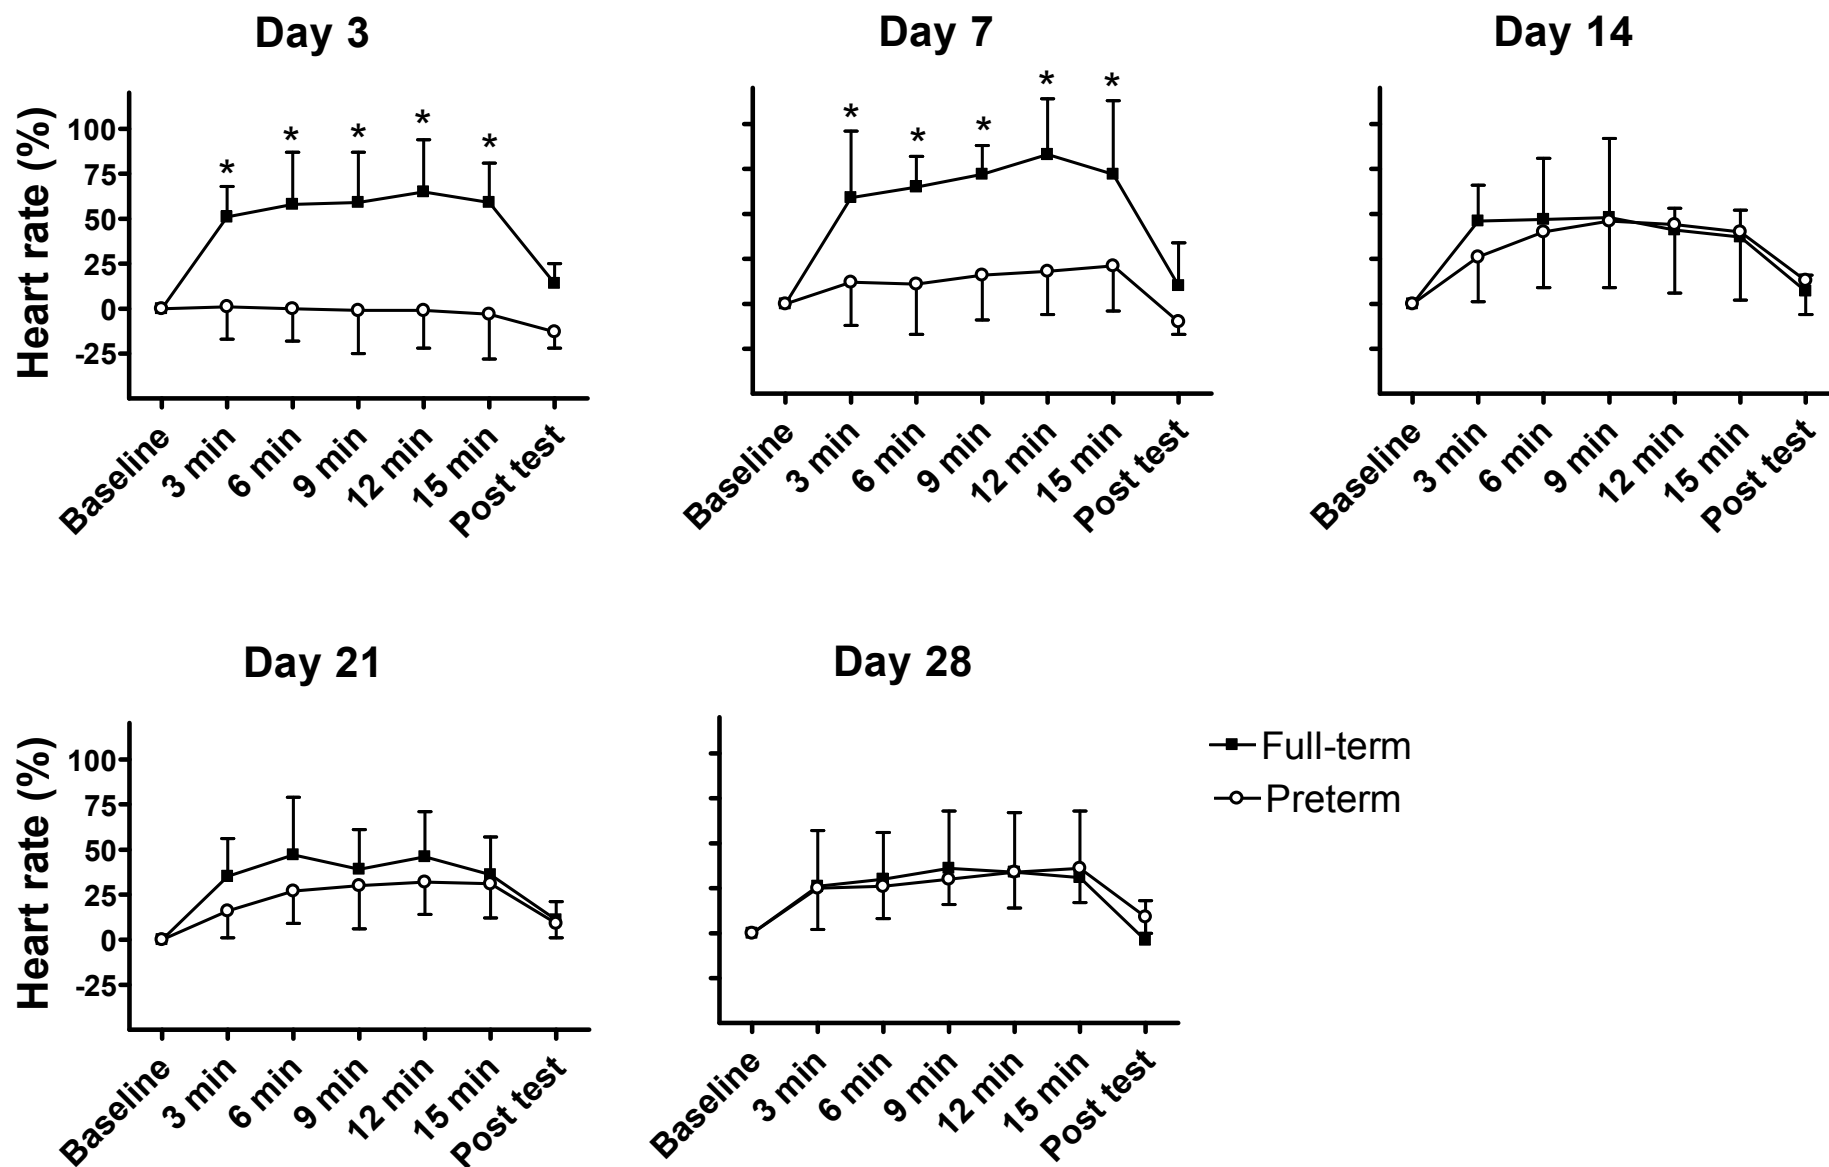 Day 3
Day 7
Day 14
Heart rate (%)
100
75
50
25
0
-25
* * * * *
* * * * *
Baseline
3 min
6 min
9 min
12 min
15 min
Post test
Baseline
3 min
6 min
9 min
12 min
15 min
Post test
Baseline
3 min
6 min
9 min
12 min
15 min
Post test
Day 21
Day 28
Heart rate (%)
100
75
50
25
0
-25
Baseline
3 min
6 min
9 min
12 min
15 min
Post test
Baseline
3 min
6 min
9 min
12 min
15 min
Post test
Full-term
Preterm